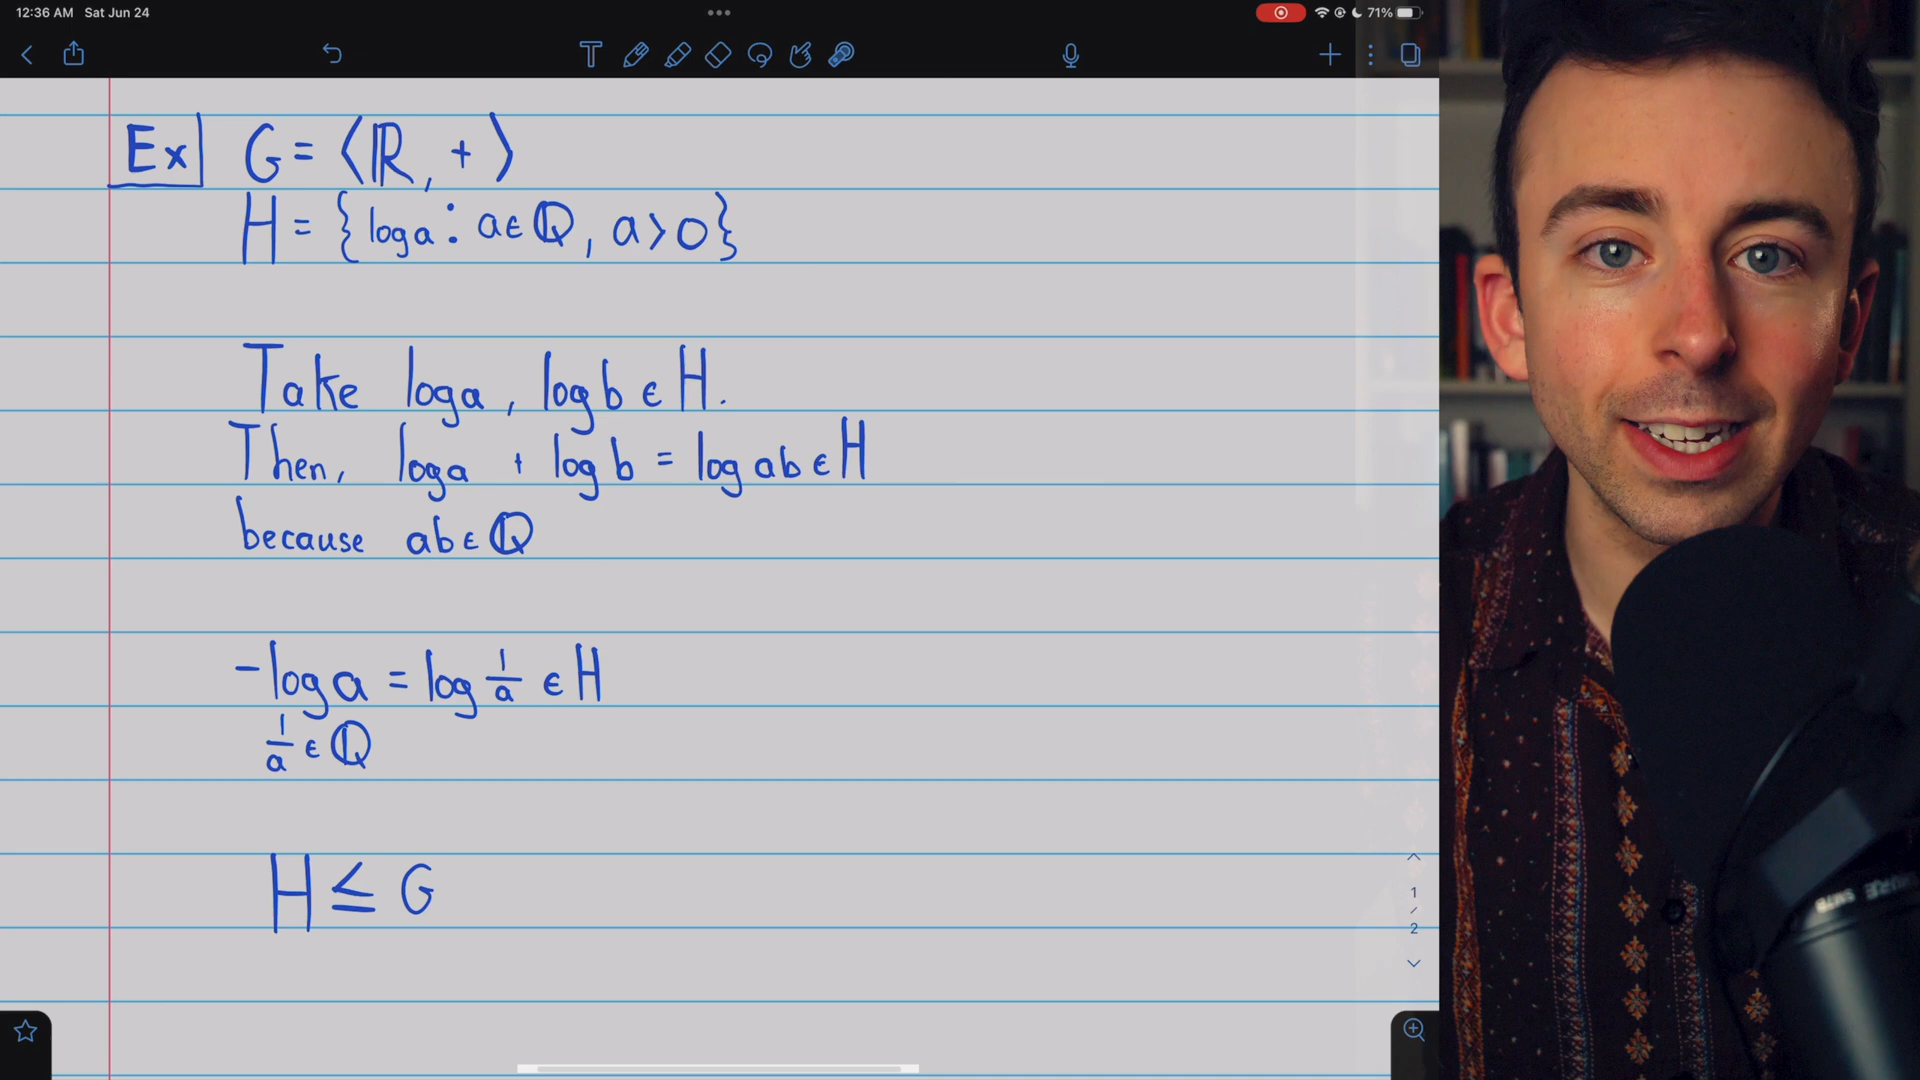 12:36 AM Sat Jun 24
71%
Ex G = ⟨ℝ, +⟩
H = {log a : a ∈ ℚ, a > 0}
Take log a, log b ∈ H.
Then, log a + log b = log ab ∈ H
because ab ∈ ℚ
-log a = log 1/a ∈ H
1/a ∈ ℚ
H ≤ G
1
/
2